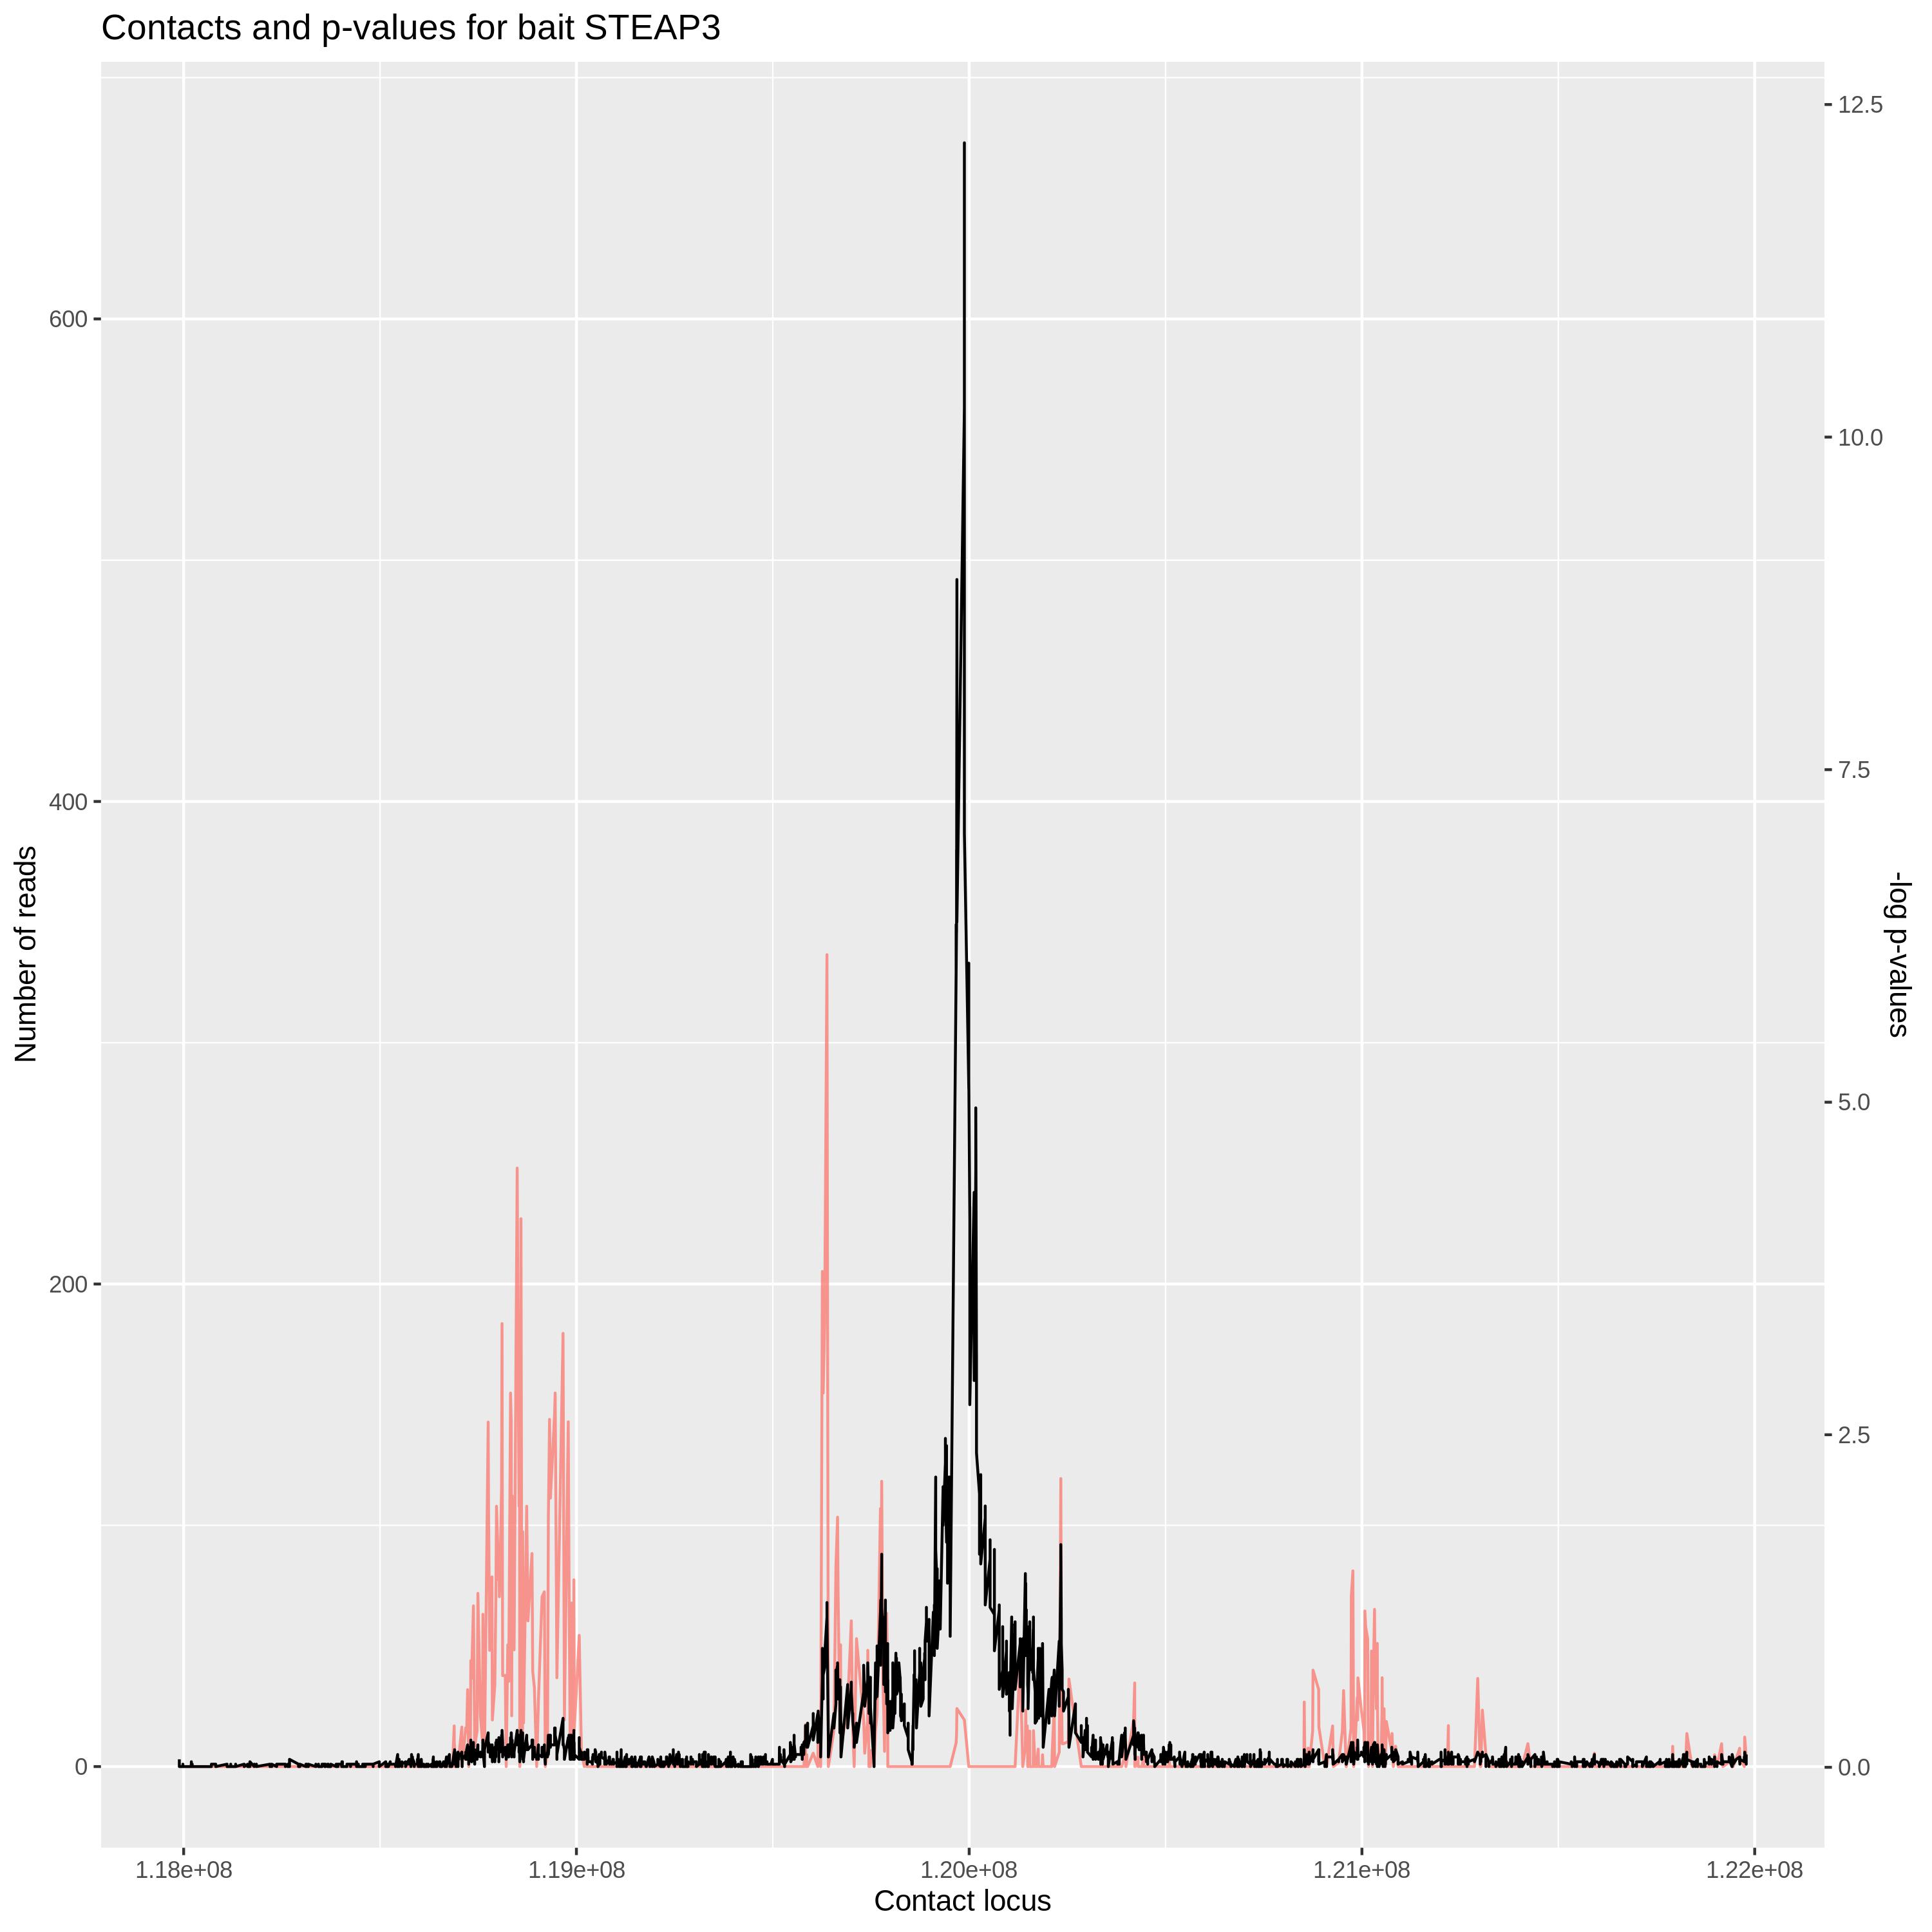 Contacts and p-values for bait STEAP3
12.5
600
10.0
7.5
400
Number of reads
-log p-values
5.0
200
2.5
0
0.0
1.18e+08
1.19e+08
1.20e+08
1.21e+08
1.22e+08
Contact locus